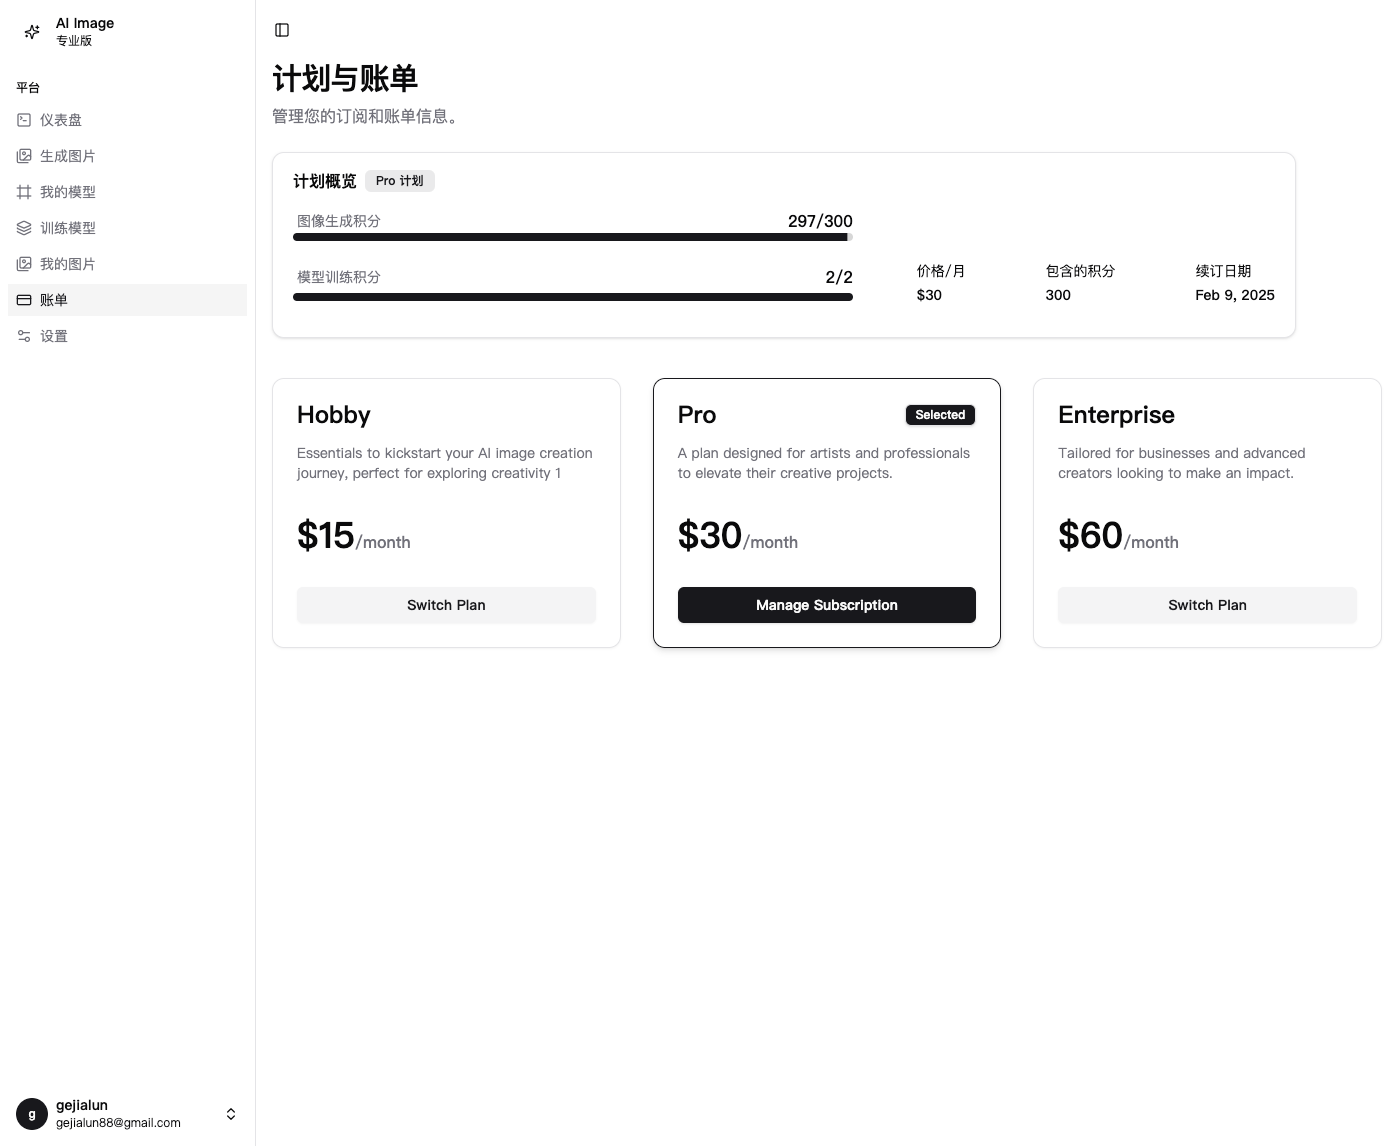 AI Image
专业版
平台
仪表盘
生成图片
我的模型
训练模型
我的图片
账单
设置
gejialun
g
gejialun88@gmail.com
计划与账单
管理您的订阅和账单信息。
计划概览 Pro 计划
图像生成积分 297/300
模型训练积分 2/2
价格/月
$30
包含的积分
300
续订日期
Feb 9, 2025
Hobby
Essentials to kickstart your AI image creation
journey, perfect for exploring creativity 1
$15/month
Switch Plan
Pro Selected
A plan designed for artists and professionals
to elevate their creative projects.
$30/month
Manage Subscription
Enterprise
Tailored for businesses and advanced
creators looking to make an impact.
$60/month
Switch Plan